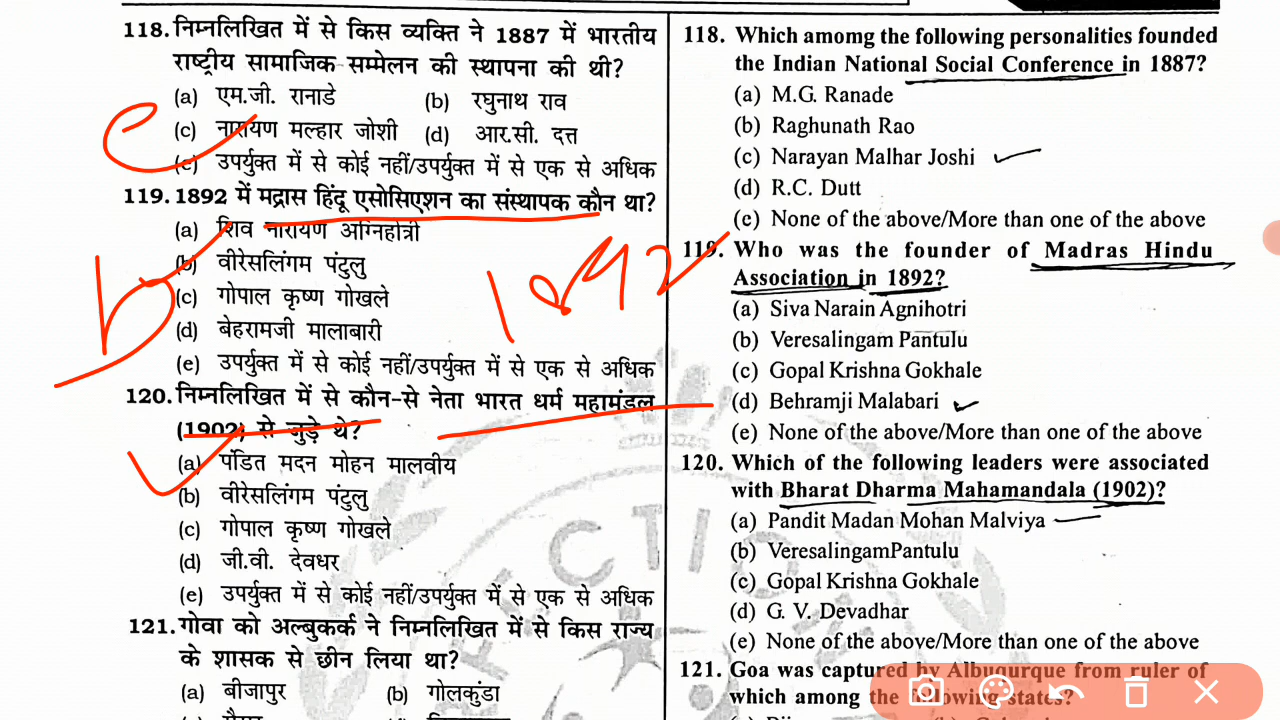 118. निम्नलिखित में से किस व्यक्ति ने 1887 में भारतीय
राष्ट्रीय सामाजिक सम्मेलन की स्थापना की थी?
(a) एम.जी. रानाडे (b) रघुनाथ राव
(c) नारायण मल्हार जोशी (d) आर.सी. दत्त
(e) उपर्युक्त में से कोई नहीं/उपर्युक्त में से एक से अधिक
e
119. 1892 में मद्रास हिंदू एसोसिएशन का संस्थापक कौन था?
(a) शिव नारायण अग्निहोत्री
(b) वीरेसलिंगम पंटुलु
(c) गोपाल कृष्ण गोखले
(d) बेहरामजी मालाबारी
(e) उपर्युक्त में से कोई नहीं/उपर्युक्त में से एक से अधिक
b
1892
120. निम्नलिखित में से कौन-से नेता भारत धर्म महामंडल
(1902) से जुड़े थे?
(a) पंडित मदन मोहन मालवीय
(b) वीरेसलिंगम पंटुलु
(c) गोपाल कृष्ण गोखले
(d) जी.वी. देवधर
(e) उपर्युक्त में से कोई नहीं/उपर्युक्त में से एक से अधिक
121. गोवा को अल्बुकर्क ने निम्नलिखित में से किस राज्य
के शासक से छीन लिया था?
(a) बीजापुर (b) गोलकुंडा
118. Which amomg the following personalities founded
the Indian National Social Conference in 1887?
(a) M.G. Ranade
(b) Raghunath Rao
(c) Narayan Malhar Joshi
(d) R.C. Dutt
(e) None of the above/More than one of the above
119. Who was the founder of Madras Hindu
Association in 1892?
(a) Siva Narain Agnihotri
(b) Veresalingam Pantulu
(c) Gopal Krishna Gokhale
(d) Behramji Malabari
(e) None of the above/More than one of the above
120. Which of the following leaders were associated
with Bharat Dharma Mahamandala (1902)?
(a) Pandit Madan Mohan Malviya
(b) VeresalingamPantulu
(c) Gopal Krishna Gokhale
(d) G. V. Devadhar
(e) None of the above/More than one of the above
121. Goa was captured by Albuqurque from ruler of
which among the following states?